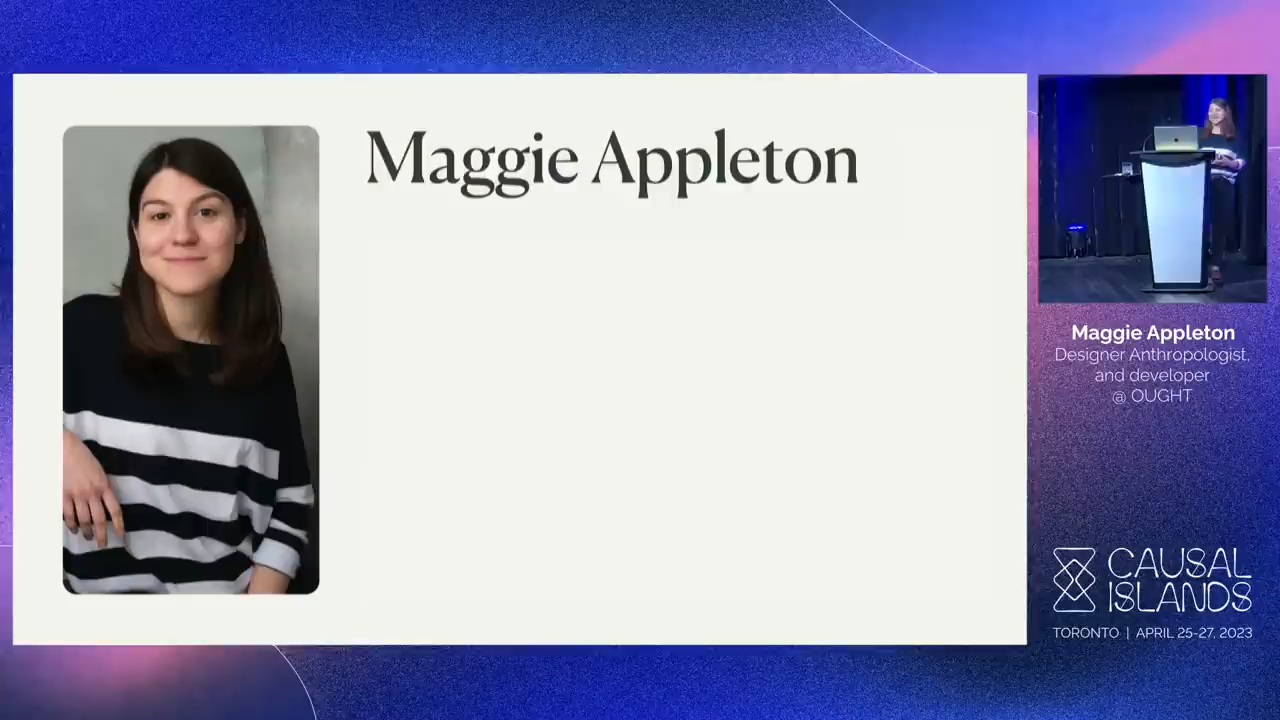 Maggie Appleton
Maggie Appleton
Designer Anthropologist,
and developer
@ OUGHT
CAUSAL
ISLANDS
TORONTO | APRIL 25-27, 2023